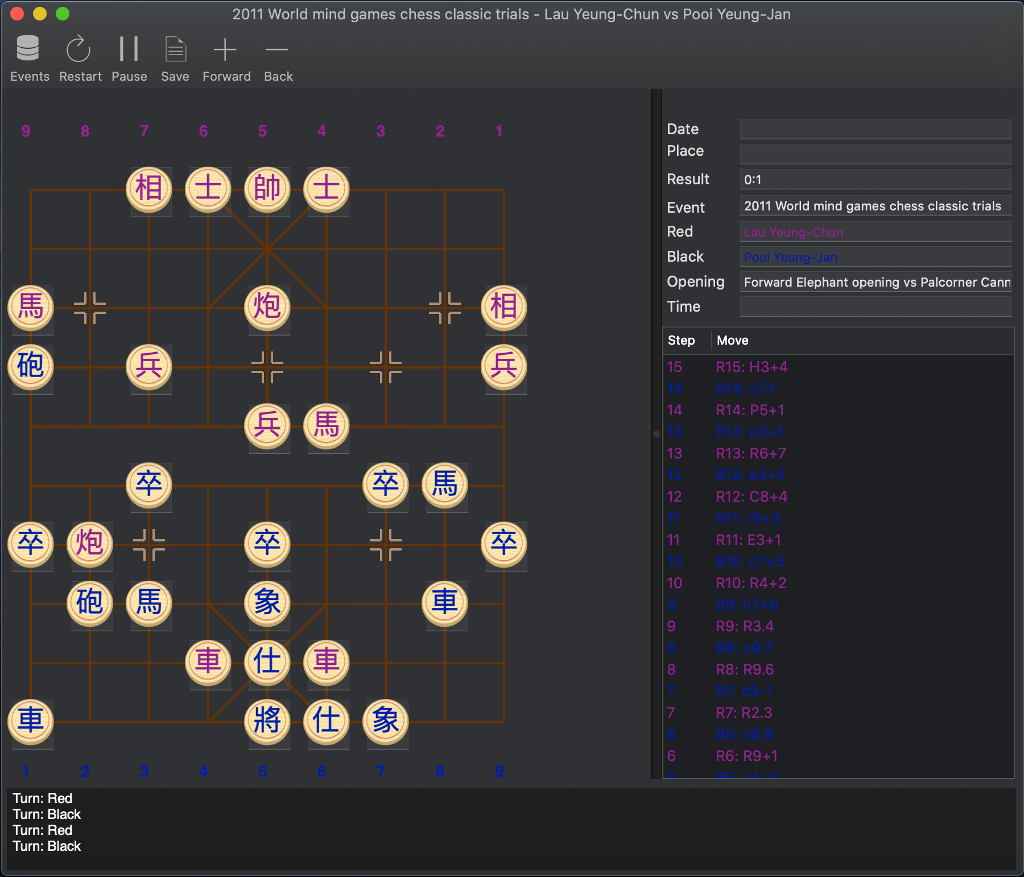 2011 World mind games chess classic trials - Lau Yeung-Chun vs Pooi Yeung-Jan
Events Restart Pause Save Forward Back
9 8 7 6 5 4 3 2 1
相 士 帥 士
馬 炮 相
砲 兵 兵
兵 馬
卒 卒 馬
卒 炮 卒 卒
砲 馬 象 車
車 仕 車
車 將 仕 象
1 2 3 4 5 6 7 8 9
Date
Place
Result 0:1
Event 2011 World mind games chess classic trials
Red Lau Yeung-Chun
Black Pooi Yeung-Jan
Opening Forward Elephant opening vs Palcorner Cann
Time
Step Move
15 R15: H3+4
14 B14: c7.1
14 R14: P5+1
13 B13: p3+1
13 R13: R6+7
12 B12: e3+5
12 R12: C8+4
11 B11: r6+2
11 R11: E3+1
10 B10: c7+5
10 R10: R4+2
9 B9: h7+8
9 R9: R3.4
8 B8: c9.7
8 R8: R9.6
7 B7: c9-1
7 R7: R2.3
6 B6: c8.9
6 R6: R9+1
Turn: Red
Turn: Black
Turn: Red
Turn: Black